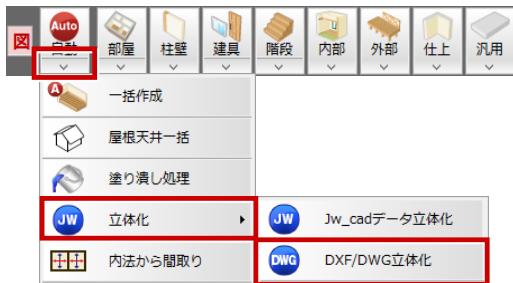 図 Auto 自動 部屋 柱壁 建具 階段 内部 外部 仕上 汎用
A 一括作成
屋根天井一括
塗り潰し処理
JW 立体化 JW Jw_cadデータ立体化
内法から間取り DWG DXF/DWG立体化